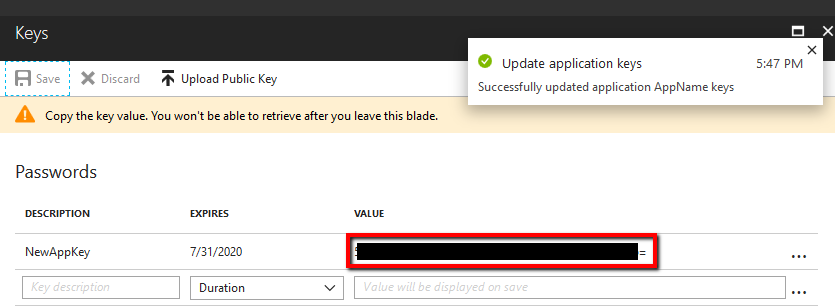 Keys
Update application keys 5:47 PM
Successfully updated application AppName keys
Save Discard Upload Public Key
Copy the key value. You won't be able to retrieve after you leave this blade.
Passwords
DESCRIPTION EXPIRES VALUE
NewAppKey 7/31/2020 =
Key description Duration Value will be displayed on save